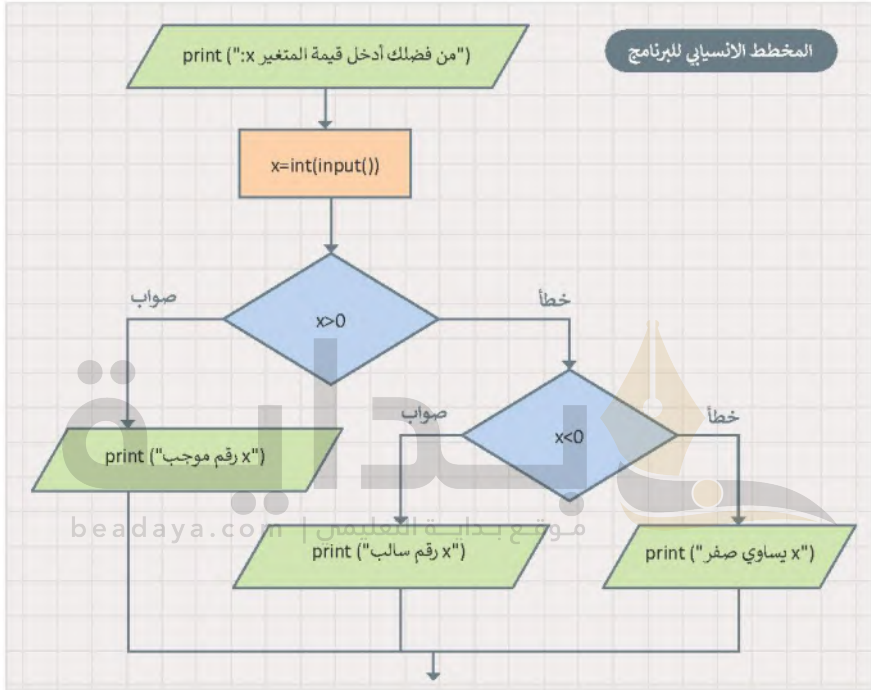 المخطط الانسيابي للبرنامج
print ("من فضلك أدخل قيمة المتغير x:")
x=int(input())
x>0
صواب
خطأ
x<0
صواب
خطأ
print ("x رقم موجب")
print ("x رقم سالب")
print ("x يساوي صفر")
بداية
beadaya.com | موقع بداية التعليمي